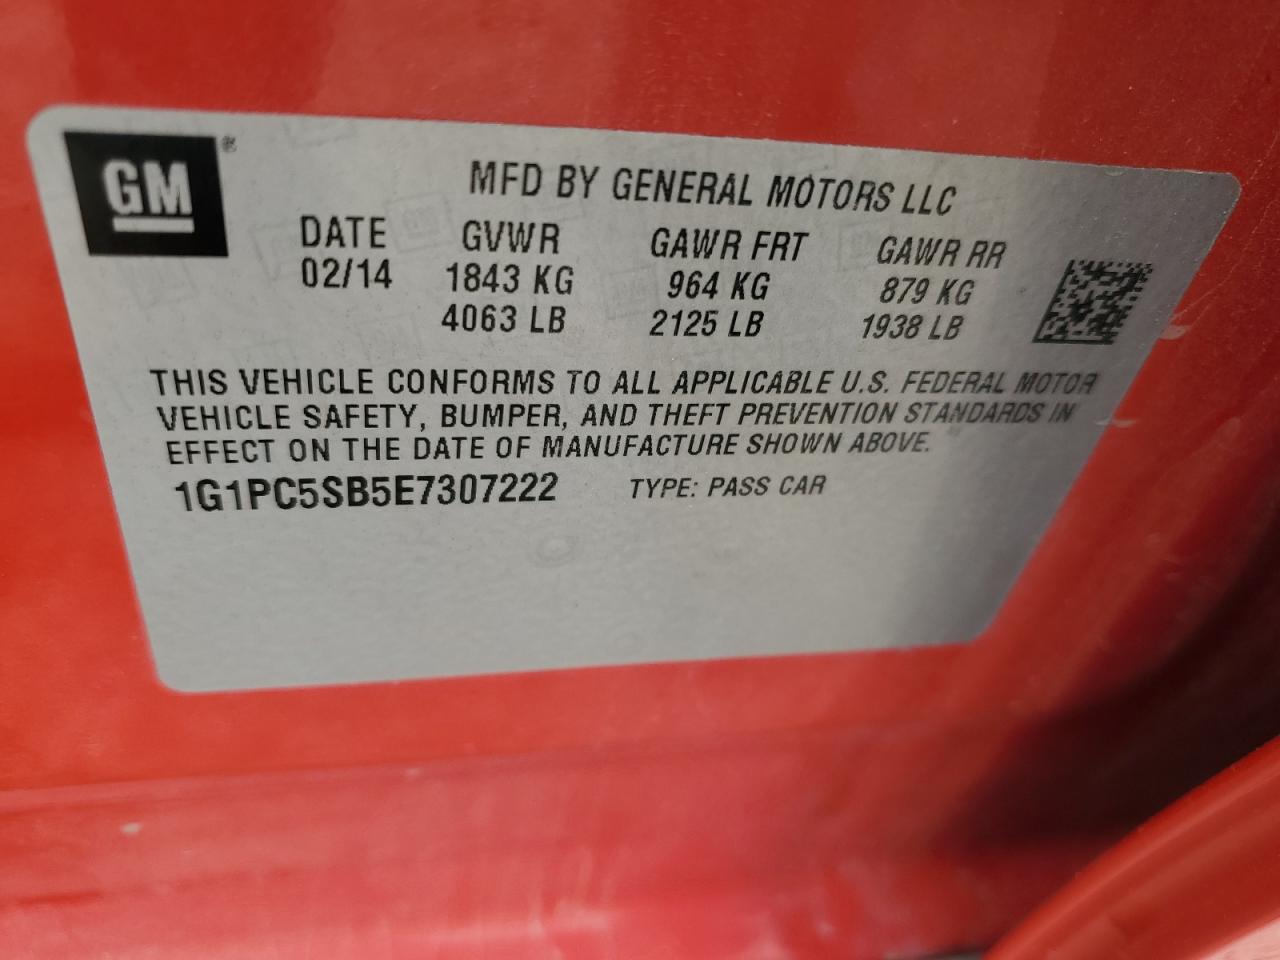 GM ®
MFD BY GENERAL MOTORS LLC
DATE GVWR GAWR FRT GAWR RR
02/14 1843 KG 964 KG 879 KG
4063 LB 2125 LB 1938 LB
THIS VEHICLE CONFORMS TO ALL APPLICABLE U.S. FEDERAL MOTOR
VEHICLE SAFETY, BUMPER, AND THEFT PREVENTION STANDARDS IN
EFFECT ON THE DATE OF MANUFACTURE SHOWN ABOVE.
1G1PC5SB5E7307222 TYPE: PASS CAR